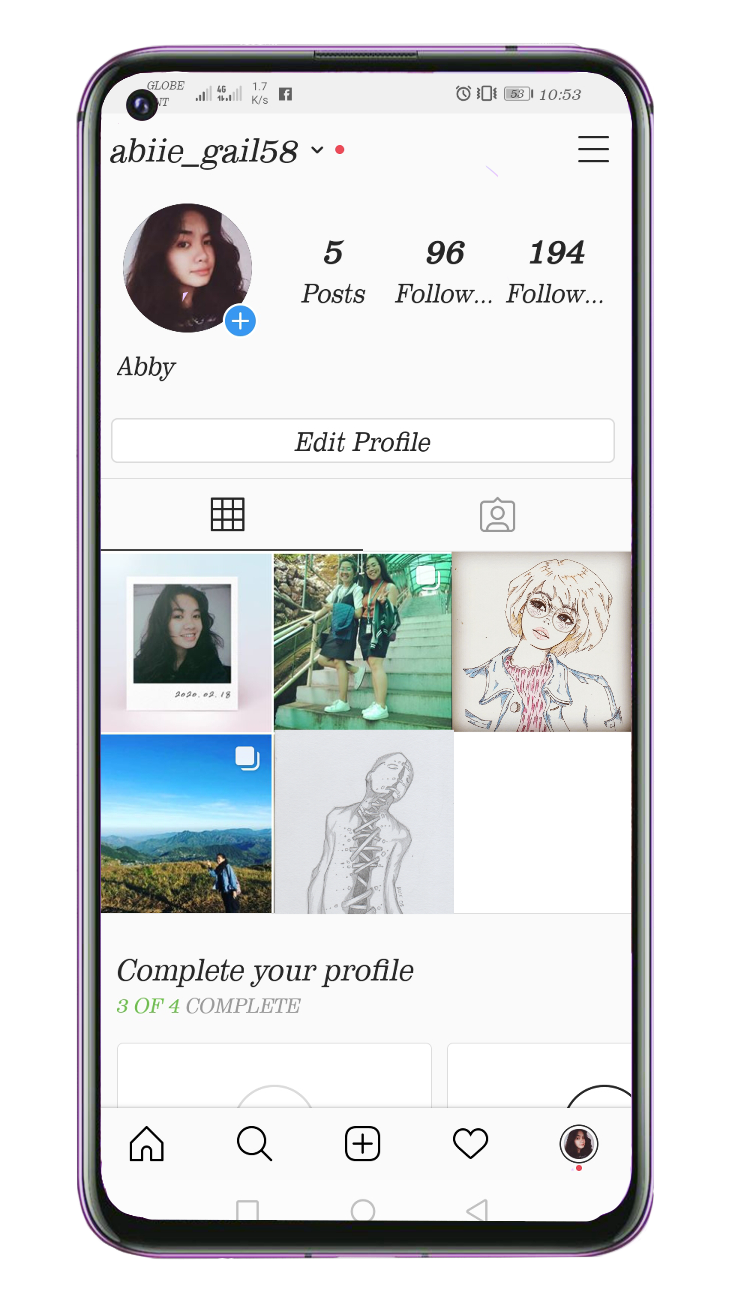 GLOBE 4G 1.7
NT K/s 53 10:53
abiie_gail58
5 96 194
Posts Follow... Follow...
Abby
Edit Profile
2020.02.18
Complete your profile
3 OF 4 COMPLETE